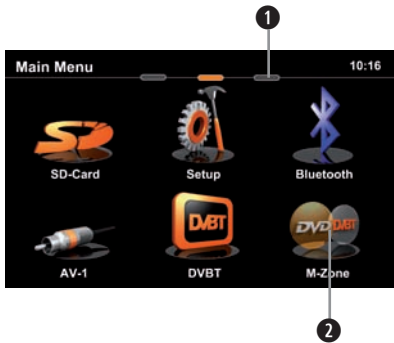 1
Main Menu 10:16
SD
SD-Card Setup Bluetooth
DVBT
DVD DVBT
AV-1 DVBT M-Zone
2